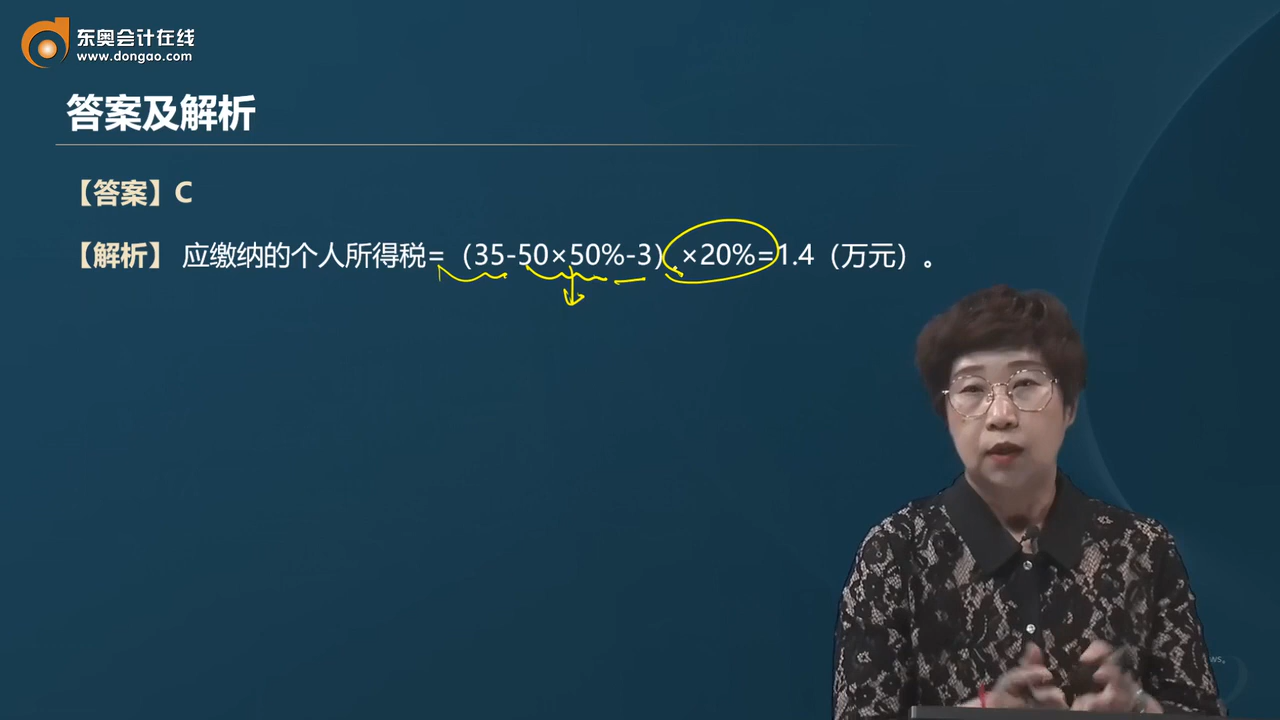 东奥会计在线
www.dongao.com
答案及解析
【答案】C
【解析】 应缴纳的个人所得税=（35-50×50%-3）×20%=1.4（万元）。
ws。